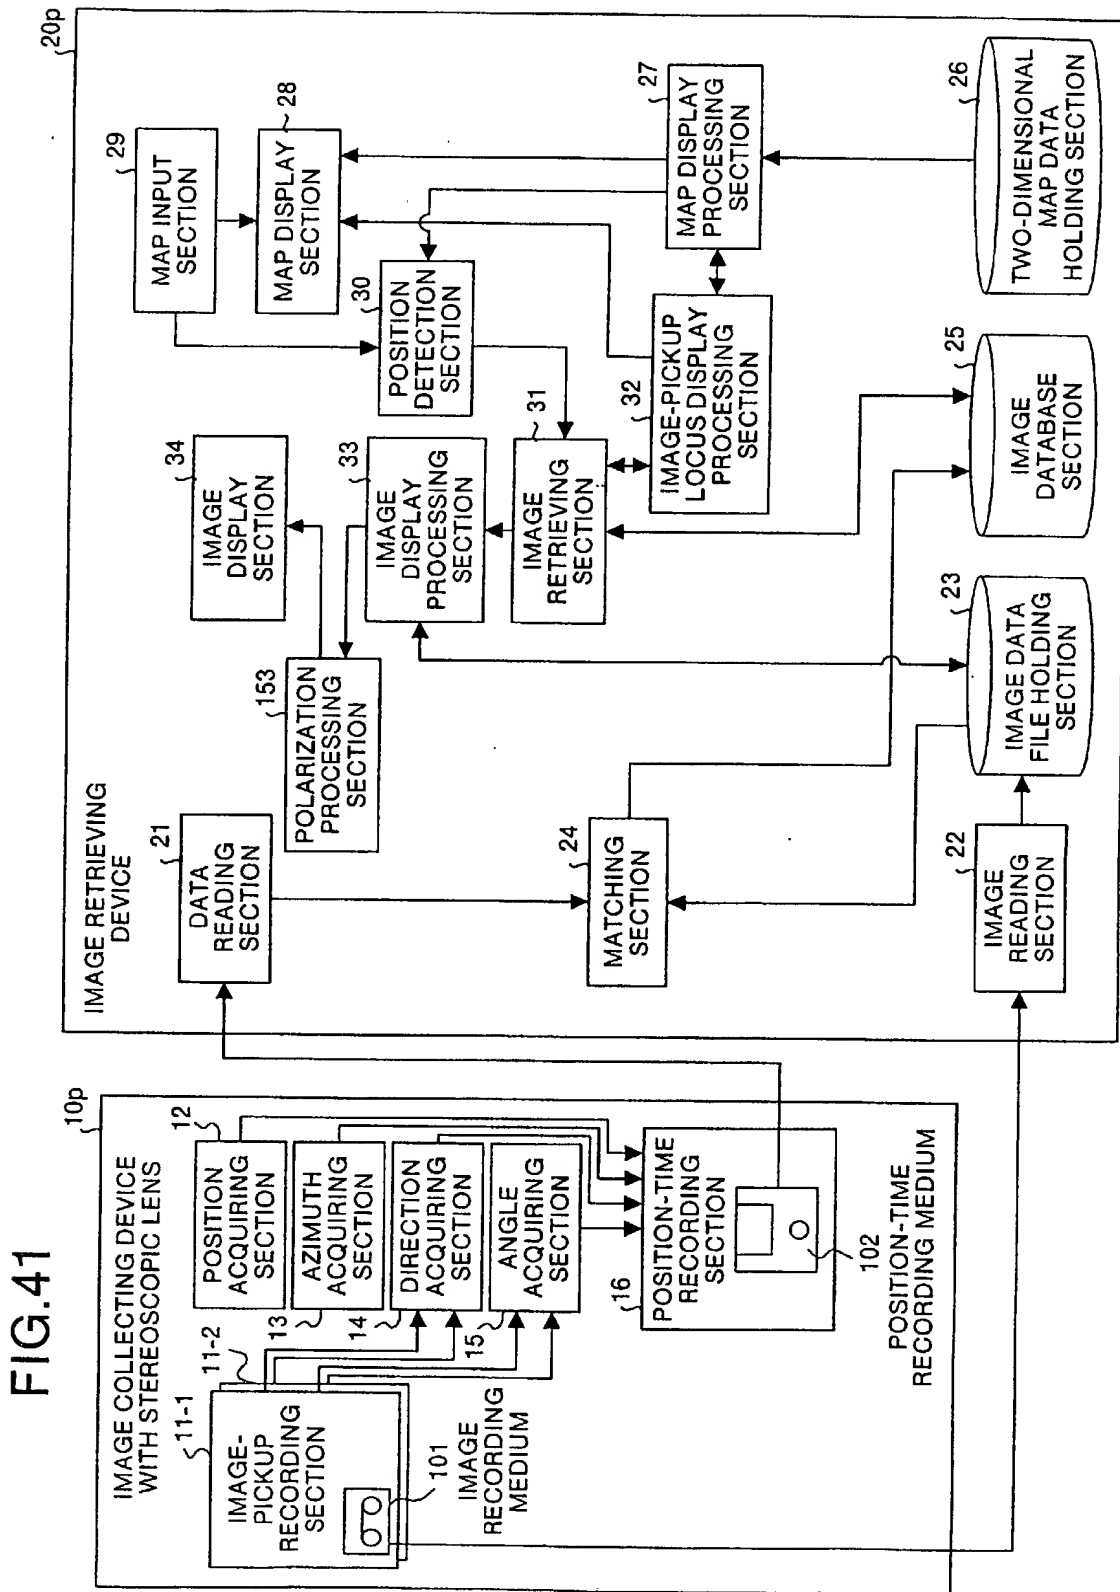 FIG.41
10p
IMAGE COLLECTING DEVICE
WITH STEREOSCOPIC LENS
11-1
11-2
IMAGE-
PICKUP
RECORDING
SECTION
101
IMAGE
RECORDING
MEDIUM
12
POSITION
ACQUIRING
SECTION
13
AZIMUTH
ACQUIRING
SECTION
14
DIRECTION
ACQUIRING
SECTION
15
ANGLE
ACQUIRING
SECTION
16
POSITION-TIME
RECORDING
SECTION
102
POSITION-TIME
RECORDING MEDIUM
20p
IMAGE RETRIEVING
DEVICE
21
DATA
READING
SECTION
153
POLARIZATION
PROCESSING
SECTION
34
IMAGE
DISPLAY
SECTION
29
MAP INPUT
SECTION
28
MAP DISPLAY
SECTION
30
POSITION
DETECTION
SECTION
33
IMAGE
DISPLAY
PROCESSING
SECTION
31
IMAGE
RETRIEVING
SECTION
24
MATCHING
SECTION
32
IMAGE-PICKUP
LOCUS DISPLAY
PROCESSING
SECTION
27
MAP DISPLAY
PROCESSING
SECTION
22
IMAGE
READING
SECTION
23
IMAGE DATA
FILE HOLDING
SECTION
25
IMAGE
DATABASE
SECTION
26
TWO-DIMENSIONAL
MAP DATA
HOLDING SECTION